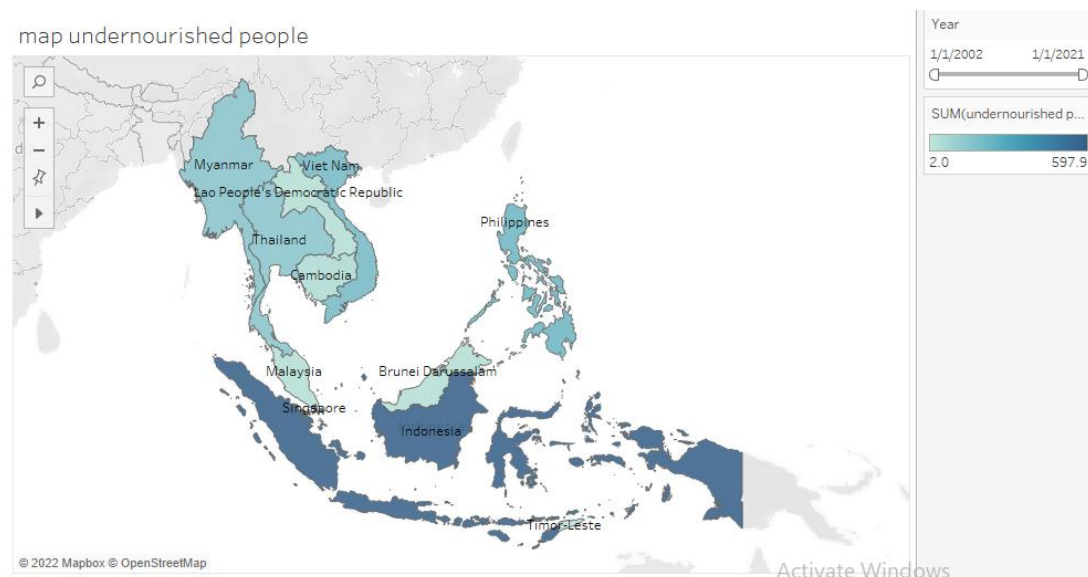 map undernourished people
Year
1/1/2002 1/1/2021
SUM(undernourished p...
2.0 597.9
Myanmar
Viet Nam
Lao People's Democratic Republic
Philippines
Thailand
Cambodia
Malaysia
Brunei Darussalam
Singapore
Indonesia
Timor-Leste
© 2022 Mapbox © OpenStreetMap
Activate Windows